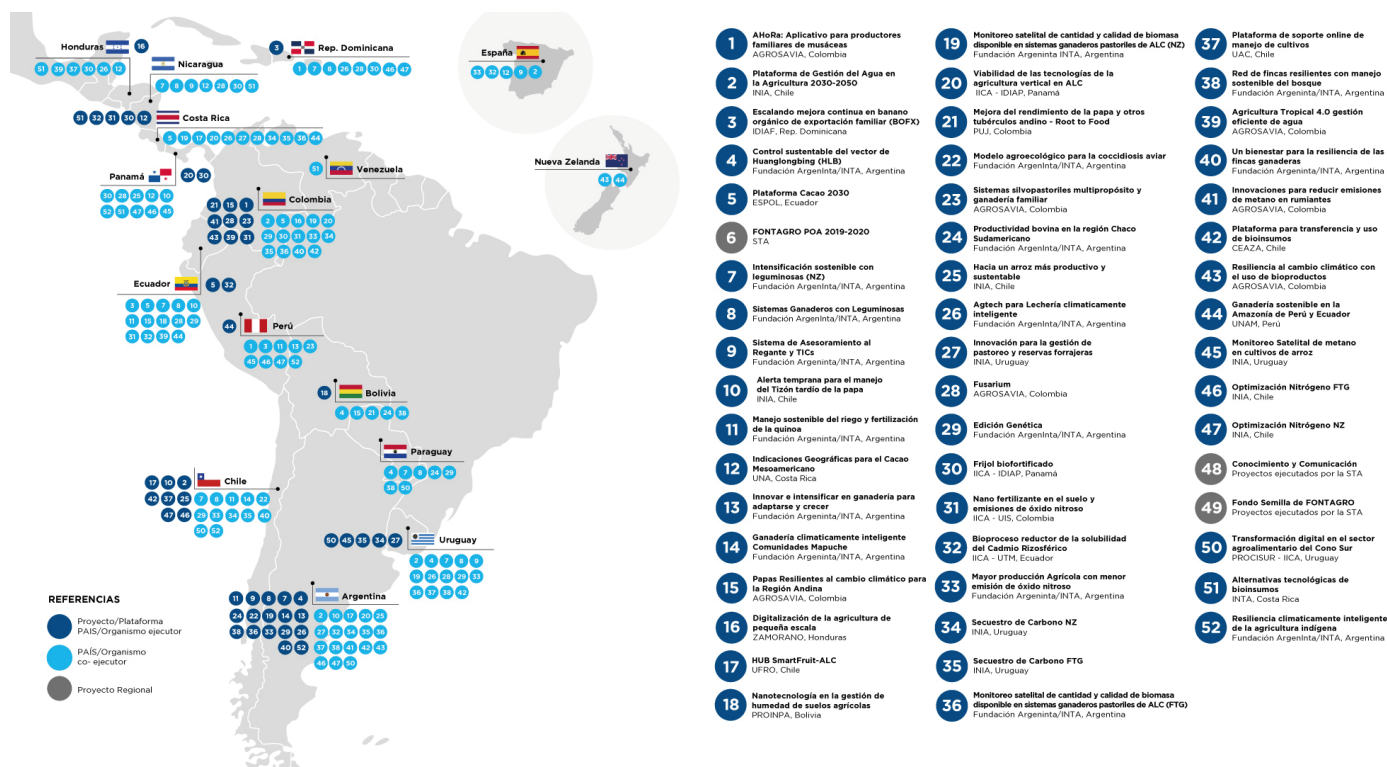 Honduras
16
51 39 37 30 26 12
Nicaragua
7 8 9 12 28 30 51
3
Rep. Dominicana
1 7 8 26 28 30 46 47
España
33 32 12 9 2
51 32 31 30 12
Costa Rica
5 19 17 20 26 27 28 34 35 36 44
Panamá
20 30
30 28 25 12 10
52 51 47 46 45
51
Venezuela
Nueva Zelanda
43 44
Colombia
21 15 1
41 28 23
43 39 31
2 5 16 19 20
29 30 31 33 34
35 36 40 42
Ecuador
5 32
3 5 7 8 10
11 15 18 28 29
31 32 39 44
44
Perú
1 3 11 13 23
45 46 47 52
18
Bolivia
4 15 21 24 38
Paraguay
4 7 8 24 29
38 50
Chile
17 10 2
42 37 25
47 46
7 8 11 14 22
29 33 34 35 40
50 52
50 45 35 34 27
Uruguay
2 4 7 8 9
19 26 28 29 33
36 37 38 42
Argentina
11 9 8 7 4
24 22 19 14 13
38 36 33 29 26
40 52
2 10 17 20 25
27 32 34 35 36
37 38 41 42 43
46 47 50
REFERENCIAS
Proyecto/Plataforma
PAIS/Organismo ejecutor
PAÍS/Organismo
co- ejecutor
Proyecto Regional
1
AHoRa: Aplicativo para productores
familiares de musáceas
AGROSAVIA, Colombia
2
Plataforma de Gestión del Agua en
la Agricultura 2030-2050
INIA, Chile
3
Escalando mejora continua en banano
orgánico de exportación familiar (BOFX)
IDIAF, Rep. Dominicana
4
Control sustentable del vector de
Huanglongbing (HLB)
Fundación ArgenInta/INTA, Argentina
5
Plataforma Cacao 2030
ESPOL, Ecuador
6
FONTAGRO POA 2019-2020
STA
7
Intensificación sostenible con
leguminosas (NZ)
Fundación ArgenInta/INTA, Argentina
8
Sistemas Ganaderos con Leguminosas
Fundación ArgenInta/INTA, Argentina
9
Sistema de Asesoramiento al
Regante y TICs
Fundación ArgenInta/INTA, Argentina
10
Alerta temprana para el manejo
del Tizón tardío de la papa
INIA, Chile
11
Manejo sostenible del riego y fertilización
de la quinoa
Fundación Argeninta/INTA, Argentina
12
Indicaciones Geográficas para el Cacao
Mesoamericano
UNA, Costa Rica
13
Innovar e intensificar en ganadería para
adaptarse y crecer
Fundación Argeninta/INTA, Argentina
14
Ganadería climaticamente inteligente
Comunidades Mapuche
Fundación ArgenInta/INTA, Argentina
15
Papas Resilientes al cambio climático para
la Región Andina
AGROSAVIA, Colombia
16
Digitalización de la agricultura de
pequeña escala
ZAMORANO, Honduras
17
HUB SmartFruit-ALC
UFRO, Chile
18
Nanotecnología en la gestión de
humedad de suelos agrícolas
PROINPA, Bolivia
19
Monitoreo satelital de cantidad y calidad de biomasa
disponible en sistemas ganaderos pastoriles de ALC (NZ)
Fundación Argeninta INTA, Argentina
20
Viabilidad de las tecnologías de la
agricultura vertical en ALC
IICA - IDIAP, Panamá
21
Mejora del rendimiento de la papa y otros
tubérculos andino - Root to Food
PUJ, Colombia
22
Modelo agroecológico para la coccidiosis aviar
Fundación ArgenInta/INTA, Argentina
23
Sistemas silvopastoriles multipropósito y
ganadería familiar
AGROSAVIA, Colombia
24
Productividad bovina en la región Chaco
Sudamericano
Fundación ArgenInta/INTA, Argentina
25
Hacia un arroz más productivo y
sustentable
INIA, Chile
26
Agtech para Lechería climaticamente
inteligente
Fundación ArgenInta/INTA, Argentina
27
Innovación para la gestión de
pastoreo y reservas forrajeras
INIA, Uruguay
28
Fusarium
AGROSAVIA, Colombia
29
Edición Genética
Fundación ArgenInta/INTA, Argentina
30
Frijol biofortificado
IICA - IDIAP, Panamá
31
Nano fertilizante en el suelo y
emisiones de óxido nitroso
IICA - UIS, Colombia
32
Bioproceso reductor de la solubilidad
del Cadmio Rizosférico
IICA - UTM, Ecuador
33
Mayor producción Agrícola con menor
emisión de óxido nitroso
Fundación ArgenInta/INTA, Argentina
34
Secuestro de Carbono NZ
INIA, Uruguay
35
Secuestro de Carbono FTG
INIA, Uruguay
36
Monitoreo satelital de cantidad y calidad de biomasa
disponible en sistemas ganaderos pastoriles de ALC (FTG)
Fundación Argeninta/INTA, Argentina
37
Plataforma de soporte online de
manejo de cultivos
UAC, Chile
38
Red de fincas resilientes con manejo
sostenible del bosque
Fundación Argeninta/INTA, Argentina
39
Agricultura Tropical 4.0 gestión
eficiente de agua
AGROSAVIA, Colombia
40
Un bienestar para la resiliencia de las
fincas ganaderas
Fundación Argeninta/INTA, Argentina
41
Innovaciones para reducir emisiones
de metano en rumiantes
AGROSAVIA, Colombia
42
Plataforma para transferencia y uso
de bioinsumos
CEAZA, Chile
43
Resiliencia al cambio climático con
el uso de bioproductos
AGROSAVIA, Colombia
44
Ganadería sostenible en la
Amazonía de Perú y Ecuador
UNAM, Perú
45
Monitoreo Satelital de metano
en cultivos de arroz
INIA, Uruguay
46
Optimización Nitrógeno FTG
INIA, Chile
47
Optimización Nitrógeno NZ
INIA, Chile
48
Conocimiento y Comunicación
Proyectos ejecutados por la STA
49
Fondo Semilla de FONTAGRO
Proyectos ejecutados por la STA
50
Transformación digital en el sector
agroalimentario del Cono Sur
PROCISUR - IICA, Uruguay
51
Alternativas tecnológicas de
bioinsumos
INTA, Costa Rica
52
Resiliencia climaticamente inteligente
de la agricultura indígena
Fundación ArgenInta/INTA, Argentina